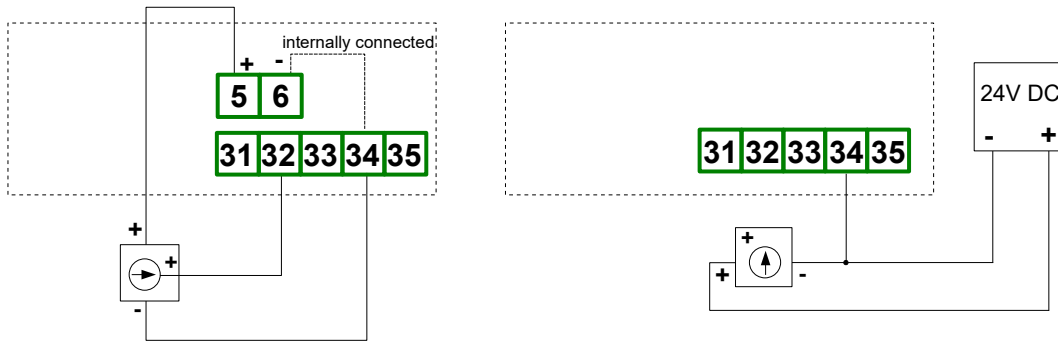 internally connected
+ -
5 6
31 32 33 34 35
+
+
-
24V DC
- +
31 32 33 34 35
+
+ -